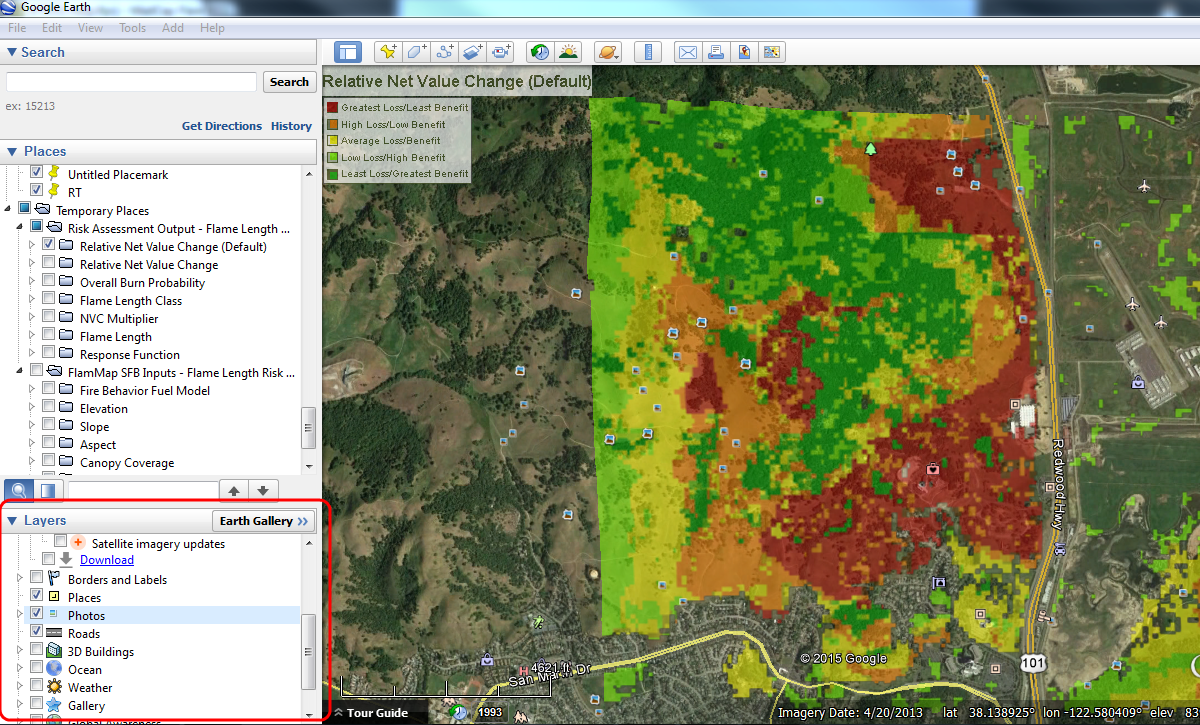 Google Earth
File Edit View Tools Add Help
Search
Search
ex: 15213
Get Directions History
Places
Untitled Placemark
RT
Temporary Places
Risk Assessment Output - Flame Length ...
Relative Net Value Change (Default)
Relative Net Value Change
Overall Burn Probability
Flame Length Class
NVC Multiplier
Flame Length
Response Function
FlamMap SFB Inputs - Flame Length Risk ...
Fire Behavior Fuel Model
Elevation
Slope
Aspect
Canopy Coverage
Layers
Earth Gallery »
Satellite imagery updates
Download
Borders and Labels
Places
Photos
Roads
3D Buildings
Ocean
Weather
Gallery
Global Awareness
Relative Net Value Change (Default)
Greatest Loss/Least Benefit
High Loss/Low Benefit
Average Loss/Benefit
Low Loss/High Benefit
Least Loss/Greatest Benefit
Redwood Hwy
101
San Marin Dr
4621 ft
© 2015 Google
Tour Guide
1993
Imagery Date: 4/20/2013 lat 38.138925° lon -122.580409° elev 83